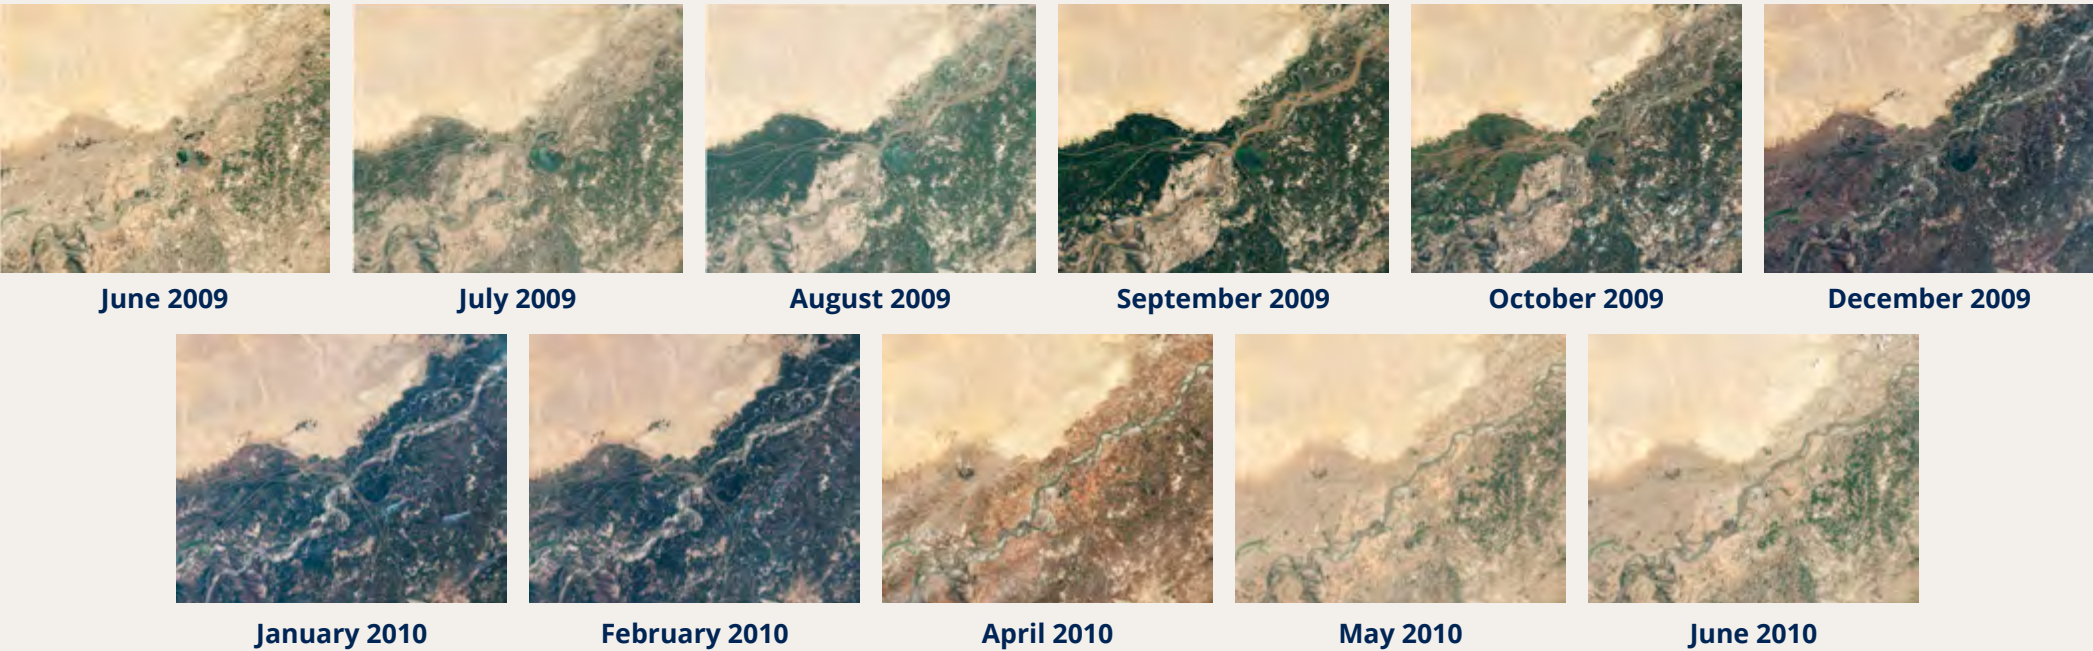 June 2009
July 2009
August 2009
September 2009
October 2009
December 2009
January 2010
February 2010
April 2010
May 2010
June 2010